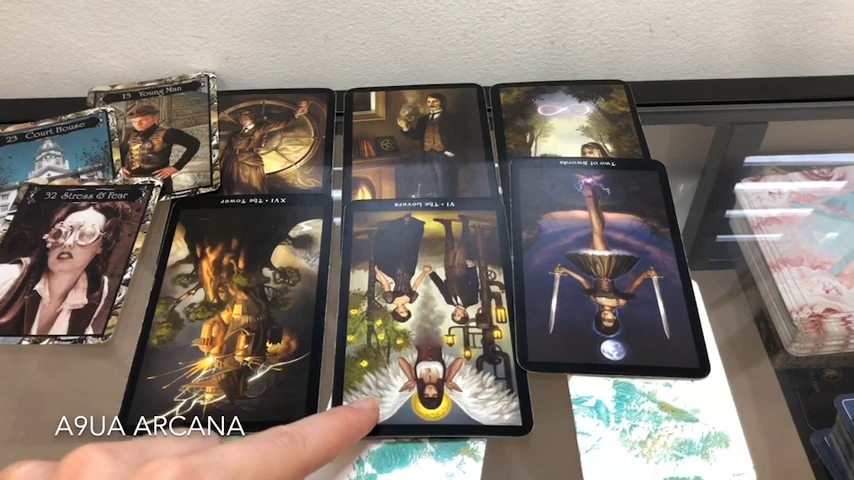 13 Young Man
23 Court House
32 Stress & Fear
XVI • The Tower
VI • The Lovers
Two of Swords
A9UA ARCANA